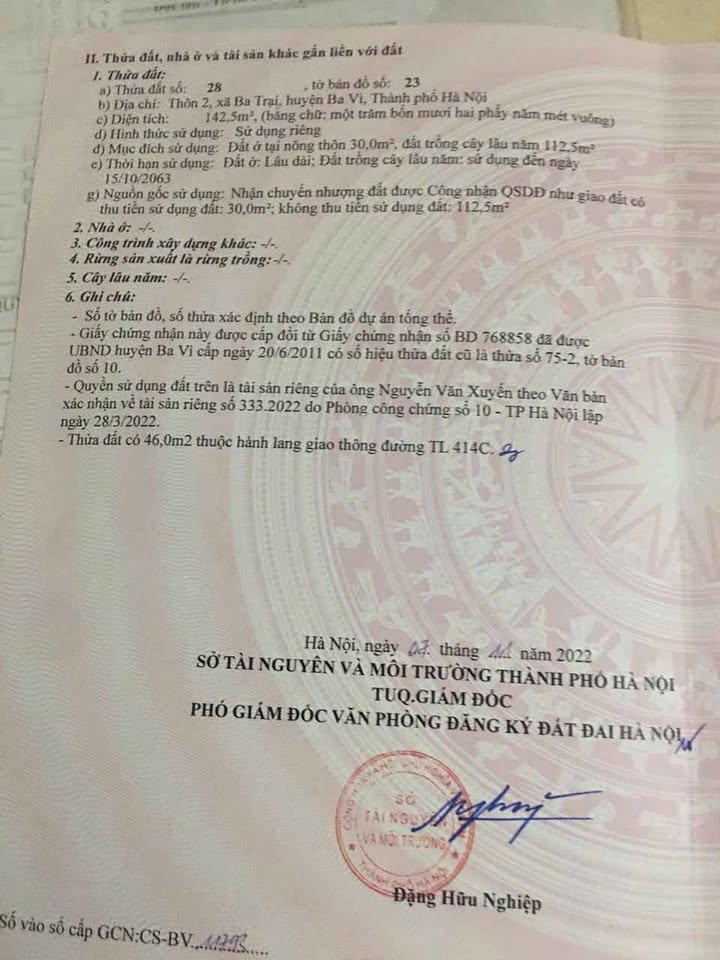 II. Thửa đất, nhà ở và tài sản khác gắn liền với đất
1. Thửa đất:
a) Thửa đất số: 28 , tờ bản đồ số: 23
b) Địa chỉ: Thôn 2, xã Ba Trại, huyện Ba Vì, Thành phố Hà Nội
c) Diện tích: 142,5m², (bằng chữ: một trăm bốn mươi hai phẩy năm mét vuông)
d) Hình thức sử dụng: Sử dụng riêng
đ) Mục đích sử dụng: Đất ở tại nông thôn 30,0m², đất trồng cây lâu năm 112,5m²
e) Thời hạn sử dụng: Đất ở: Lâu dài; Đất trồng cây lâu năm: sử dụng đến ngày
15/10/2063
g) Nguồn gốc sử dụng: Nhận chuyển nhượng đất được Công nhận QSDĐ như giao đất có
thu tiền sử dụng đất: 30,0m²; không thu tiền sử dụng đất: 112,5m²
2. Nhà ở: -/-.
3. Công trình xây dựng khác: -/-.
4. Rừng sản xuất là rừng trồng: -/-.
5. Cây lâu năm: -/-.
6. Ghi chú:
- Số tờ bản đồ, số thửa xác định theo Bản đồ dự án tổng thể.
- Giấy chứng nhận này được cấp đổi từ Giấy chứng nhận số BD 768858 đã được
UBND huyện Ba Vì cấp ngày 20/6/2011 có số hiệu thửa đất cũ là thửa số 75-2, tờ bản
đồ số 10.
- Quyền sử dụng đất trên là tài sản riêng của ông Nguyễn Văn Xuyến theo Văn bản
xác nhận về tài sản riêng số 333.2022 do Phòng công chứng số 10 - TP Hà Nội lập
ngày 28/3/2022.
- Thửa đất có 46,0m2 thuộc hành lang giao thông đường TL 414C.
Hà Nội, ngày 07 tháng 11 năm 2022
SỞ TÀI NGUYÊN VÀ MÔI TRƯỜNG THÀNH PHỐ HÀ NỘI
TUQ.GIÁM ĐỐC
PHÓ GIÁM ĐỐC VĂN PHÒNG ĐĂNG KÝ ĐẤT ĐAI HÀ NỘI
SỞ
TÀI NGUYÊN
VÀ MÔI TRƯỜNG
THÀNH PHỐ HÀ NỘI
Đặng Hữu Nghiệp
Số vào sổ cấp GCN:CS-BV 11793